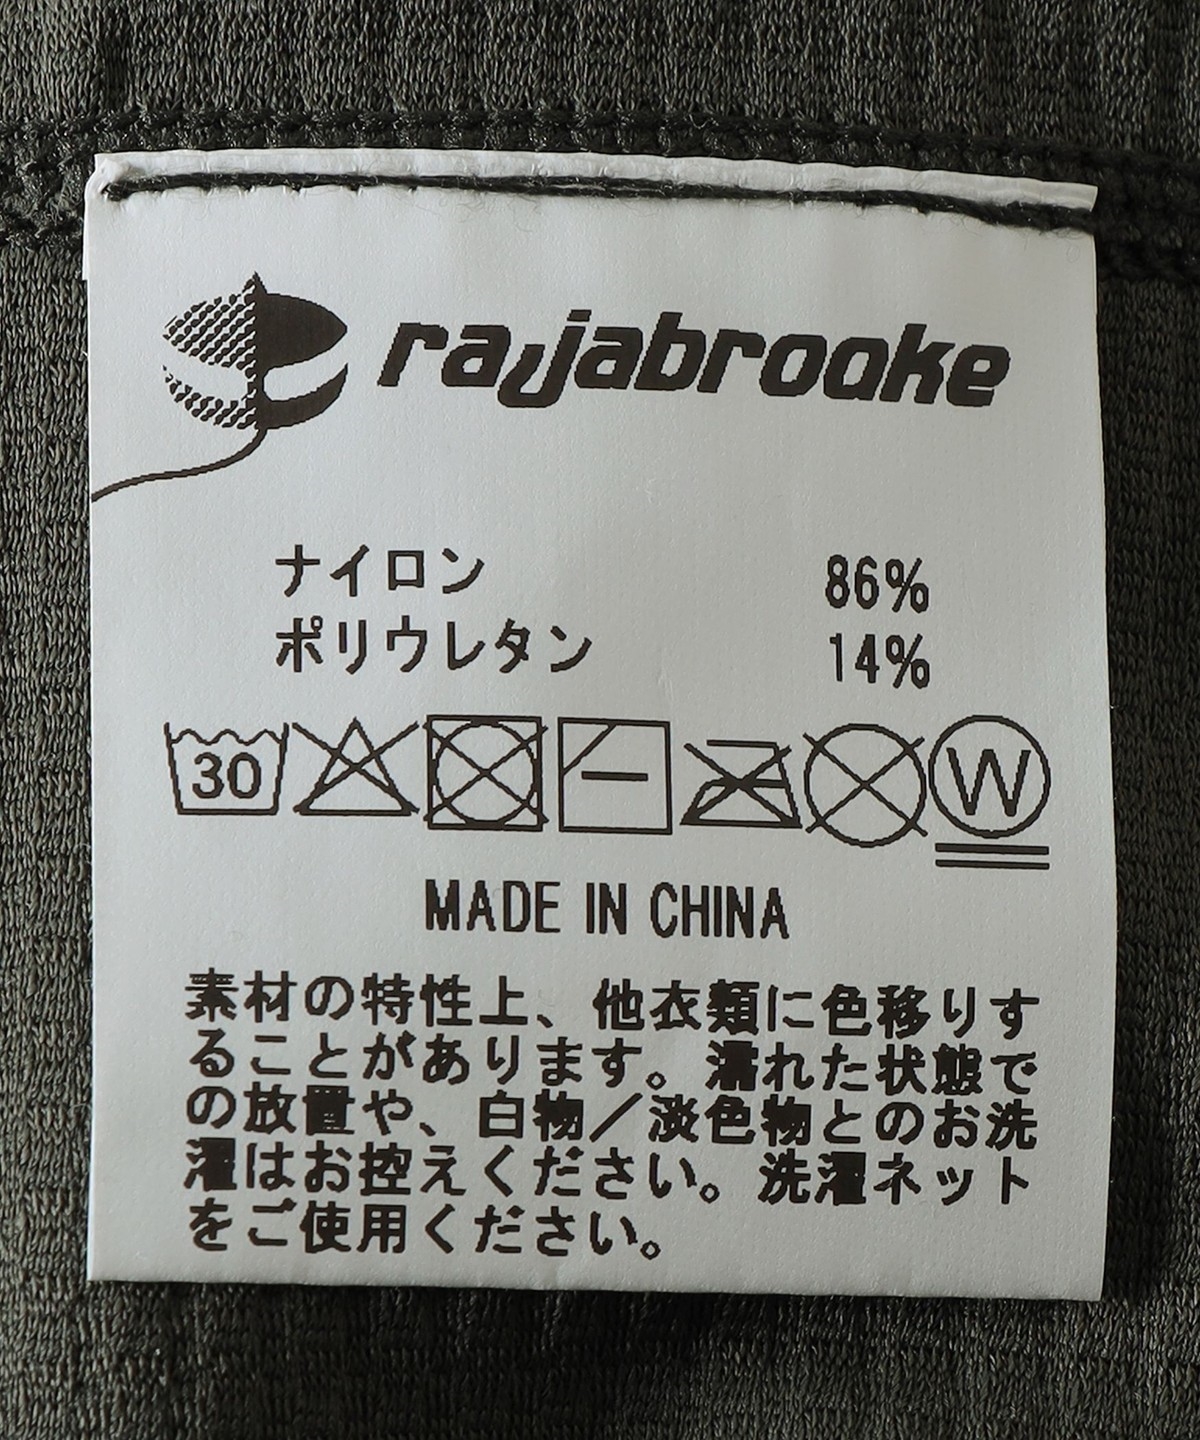 rajabrooke
ナイロン 86%
ポリウレタン 14%
30
W
MADE IN CHINA
素材の特性上、他衣類に色移りす
ることがあります。濡れた状態で
の放置や、白物/淡色物とのお洗
濯はお控えください。洗濯ネット
をご使用ください。